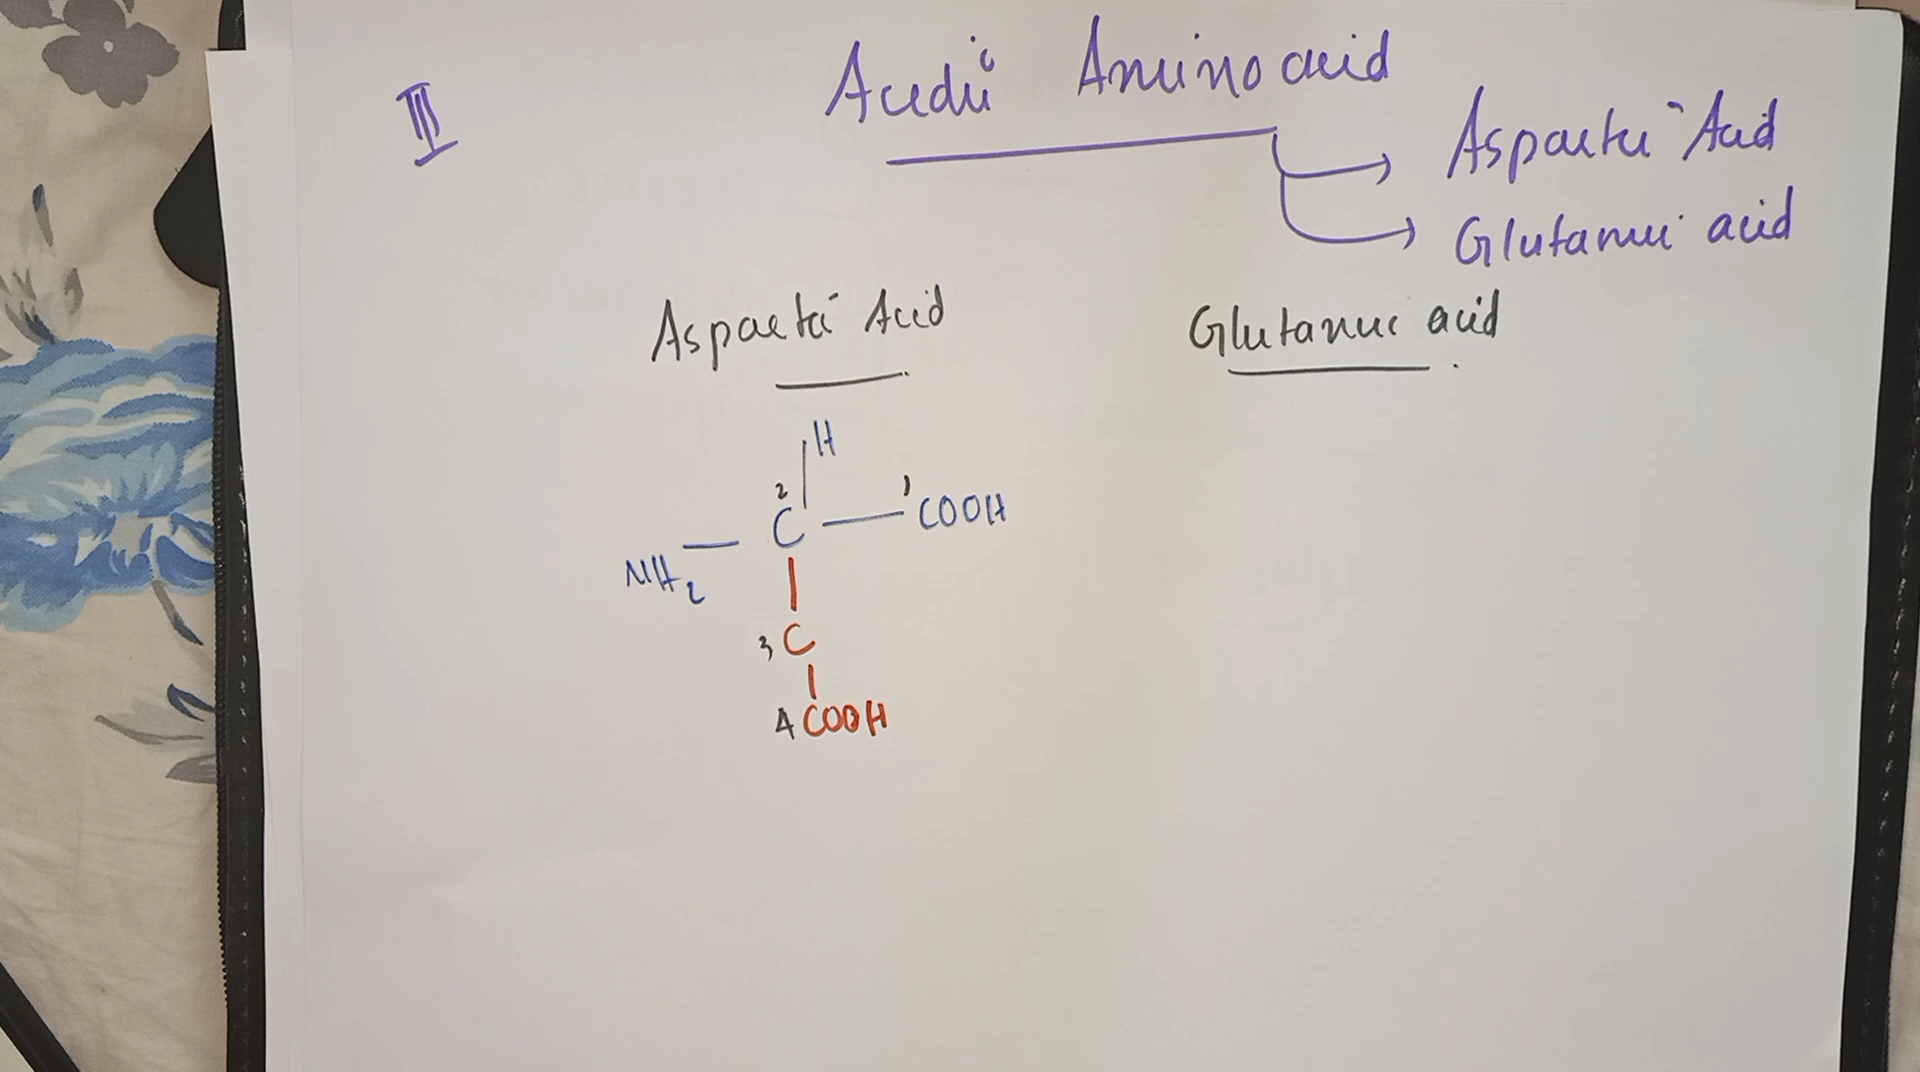 III
Acidic Amino acid
Aspartic Acid
Glutamic acid
Aspartic Acid
Glutamic acid
H
2
C
1
COOH
NH2
3 C
4 COOH